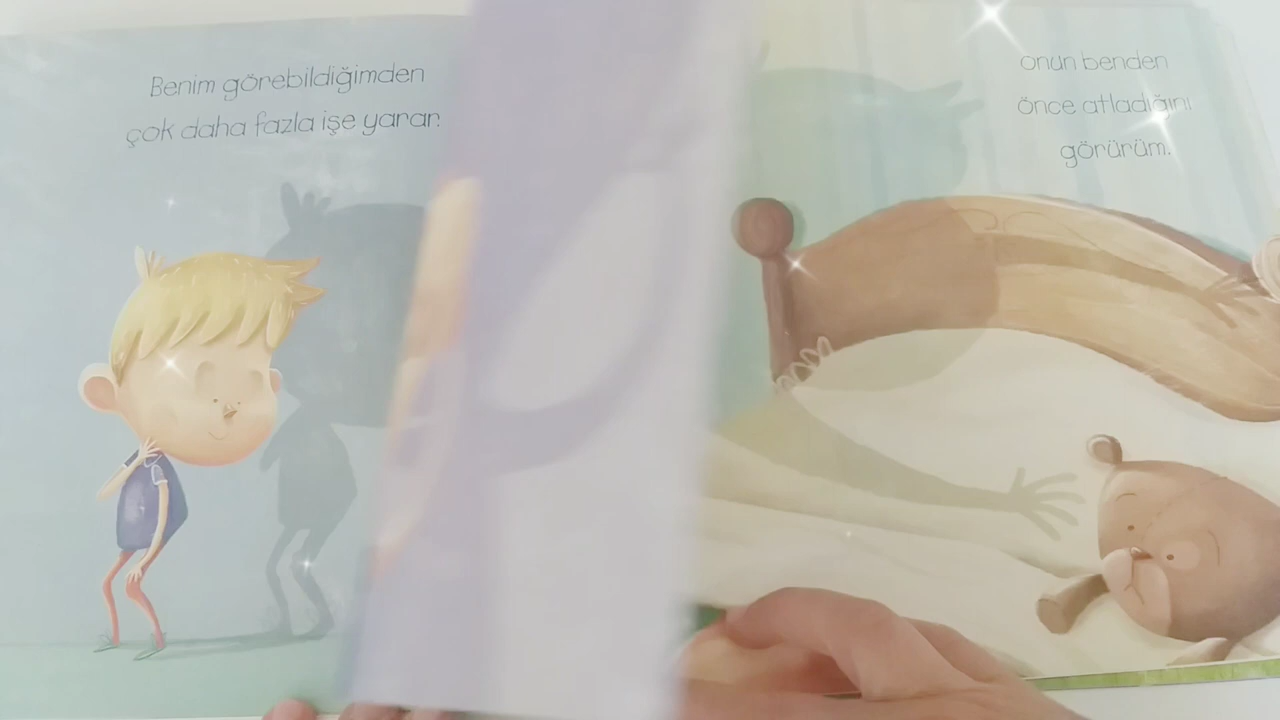 Benim görebildiğimden
çok daha fazla işe yarar.
onun benden
önce atladığını
görürüm.